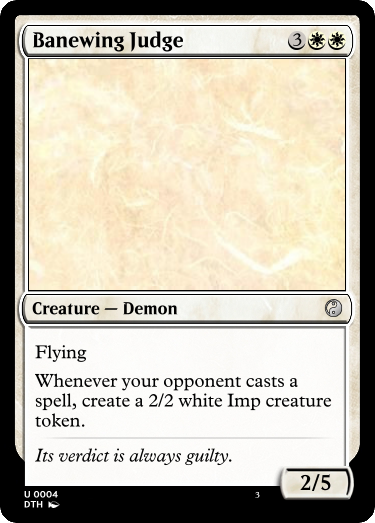 Banewing Judge 3
Creature — Demon
Flying
Whenever your opponent casts a
spell, create a 2/2 white Imp creature
token.
Its verdict is always guilty.
2/5
U 0004
3
DTH